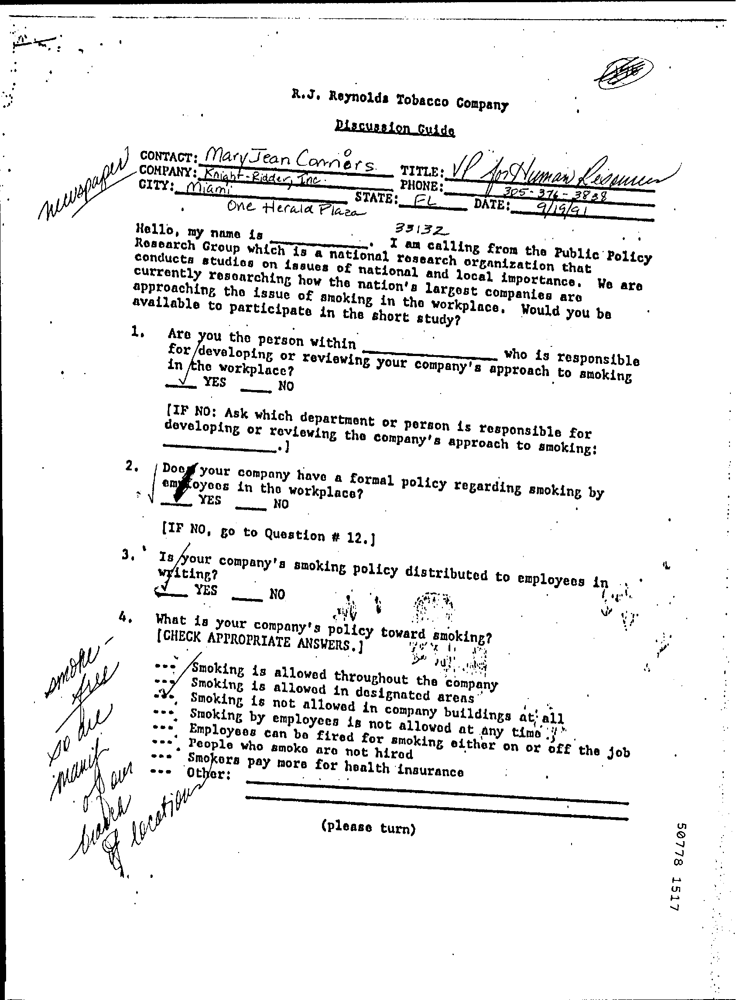 R.J. Reynolds Tobacco Company
Discussion Guide
newspaper
CONTACT: Mary Jean Connors TITLE: VP for Human Resources
COMPANY: Knight-Ridder, Inc. PHONE: 305-376-3838
CITY: Miami STATE: FL DATE: 9/19/91
One Herald Plaza 33132
Hello, my name is ____________. I am calling from the Public Policy
Research Group which is a national research organization that
conducts studies on issues of national and local importance. We are
currently researching how the nation's largest companies are
approaching the issue of smoking in the workplace. Would you be
available to participate in the short study?
1. Are you the person within ____________ who is responsible
for developing or reviewing your company's approach to smoking
in the workplace?
✓ YES ____ NO
[IF NO: Ask which department or person is responsible for
developing or reviewing the company's approach to smoking:
____________.]
2. Does your company have a formal policy regarding smoking by
employees in the workplace?
✓ YES ____ NO
[IF NO, go to Question # 12.]
3. Is your company's smoking policy distributed to employees in
writing?
✓ YES ____ NO
4. What is your company's policy toward smoking?
[CHECK APPROPRIATE ANSWERS.]
--- Smoking is allowed throughout the company
--- Smoking is allowed in designated areas
✓ Smoking is not allowed in company buildings at all
--- Smoking by employees is not allowed at any time
--- Employees can be fired for smoking either on or off the job
--- People who smoke are not hired
--- Smokers pay more for health insurance
--- Other:
smoke-
free
so are
many
of our
branch
locations
(please turn)
50778 1517